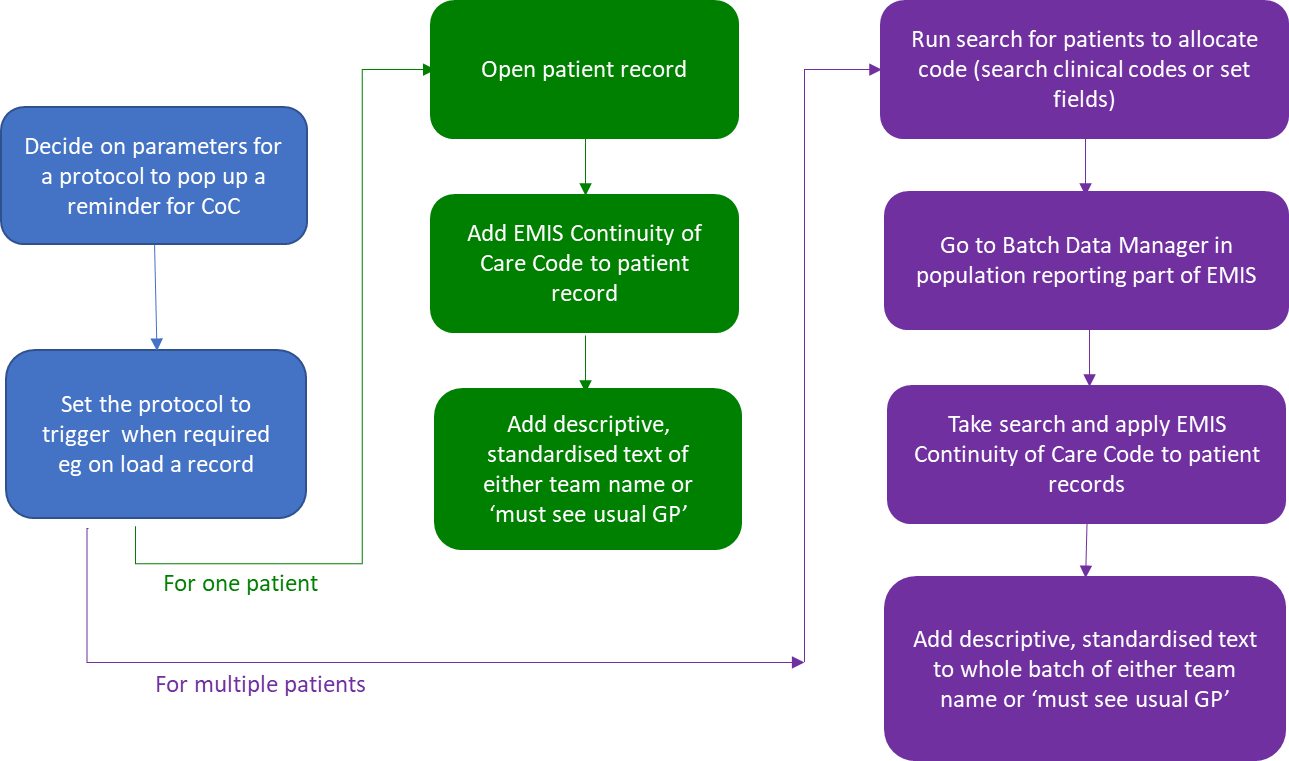 Decide on parameters for
a protocol to pop up a
reminder for CoC
Set the protocol to
trigger  when required
eg on load a record
For one patient
For multiple patients
Open patient record
Add EMIS Continuity of
Care Code to patient
record
Add descriptive,
standardised text of
either team name or
‘must see usual GP’
Run search for patients to allocate
code (search clinical codes or set
fields)
Go to Batch Data Manager in
population reporting part of EMIS
Take search and apply EMIS
Continuity of Care Code to patient
records
Add descriptive, standardised text
to whole batch of either team
name or ‘must see usual GP’